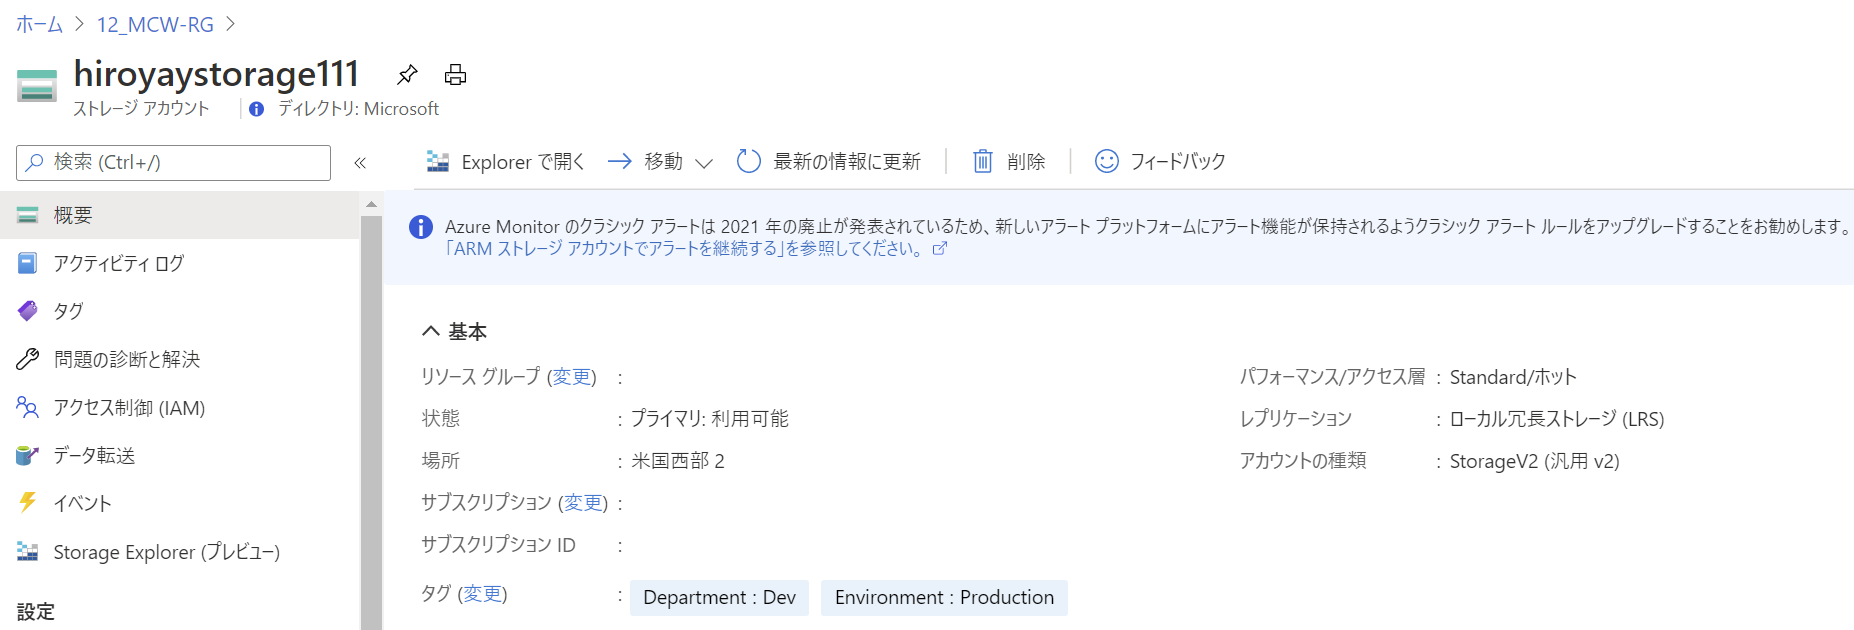 ホーム > 12_MCW-RG >
hiroyaystorage111
ストレージ アカウント | ディレクトリ: Microsoft
検索 (Ctrl+/) «
概要
アクティビティ ログ
タグ
問題の診断と解決
アクセス制御 (IAM)
データ転送
イベント
Storage Explorer (プレビュー)
設定
Explorer で開く 移動 最新の情報に更新 削除 フィードバック
Azure Monitor のクラシック アラートは 2021 年の廃止が発表されているため、新しいアラート プラットフォームにアラート機能が保持されるようクラシック アラート ルールをアップグレードすることをお勧めします。
「ARM ストレージ アカウントでアラートを継続する」を参照してください。
基本
リソース グループ (変更) :
状態 : プライマリ: 利用可能
場所 : 米国西部 2
サブスクリプション (変更) :
サブスクリプション ID :
タグ (変更) : Department : Dev Environment : Production
パフォーマンス/アクセス層 : Standard/ホット
レプリケーション : ローカル冗長ストレージ (LRS)
アカウントの種類 : StorageV2 (汎用 v2)